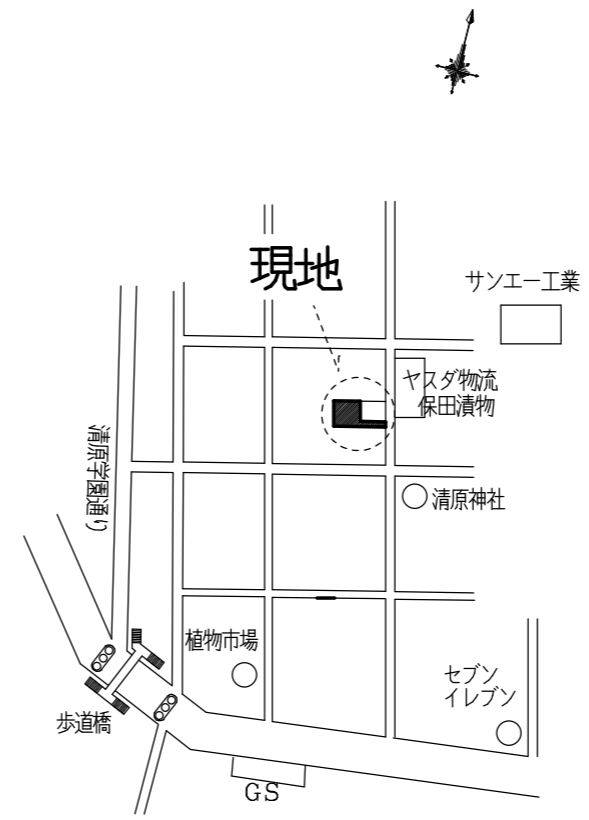 現地
サンエー工業
ヤスダ物流
保田漬物
清原学園通り
清原神社
植物市場
セブン
イレブン
歩道橋
GS